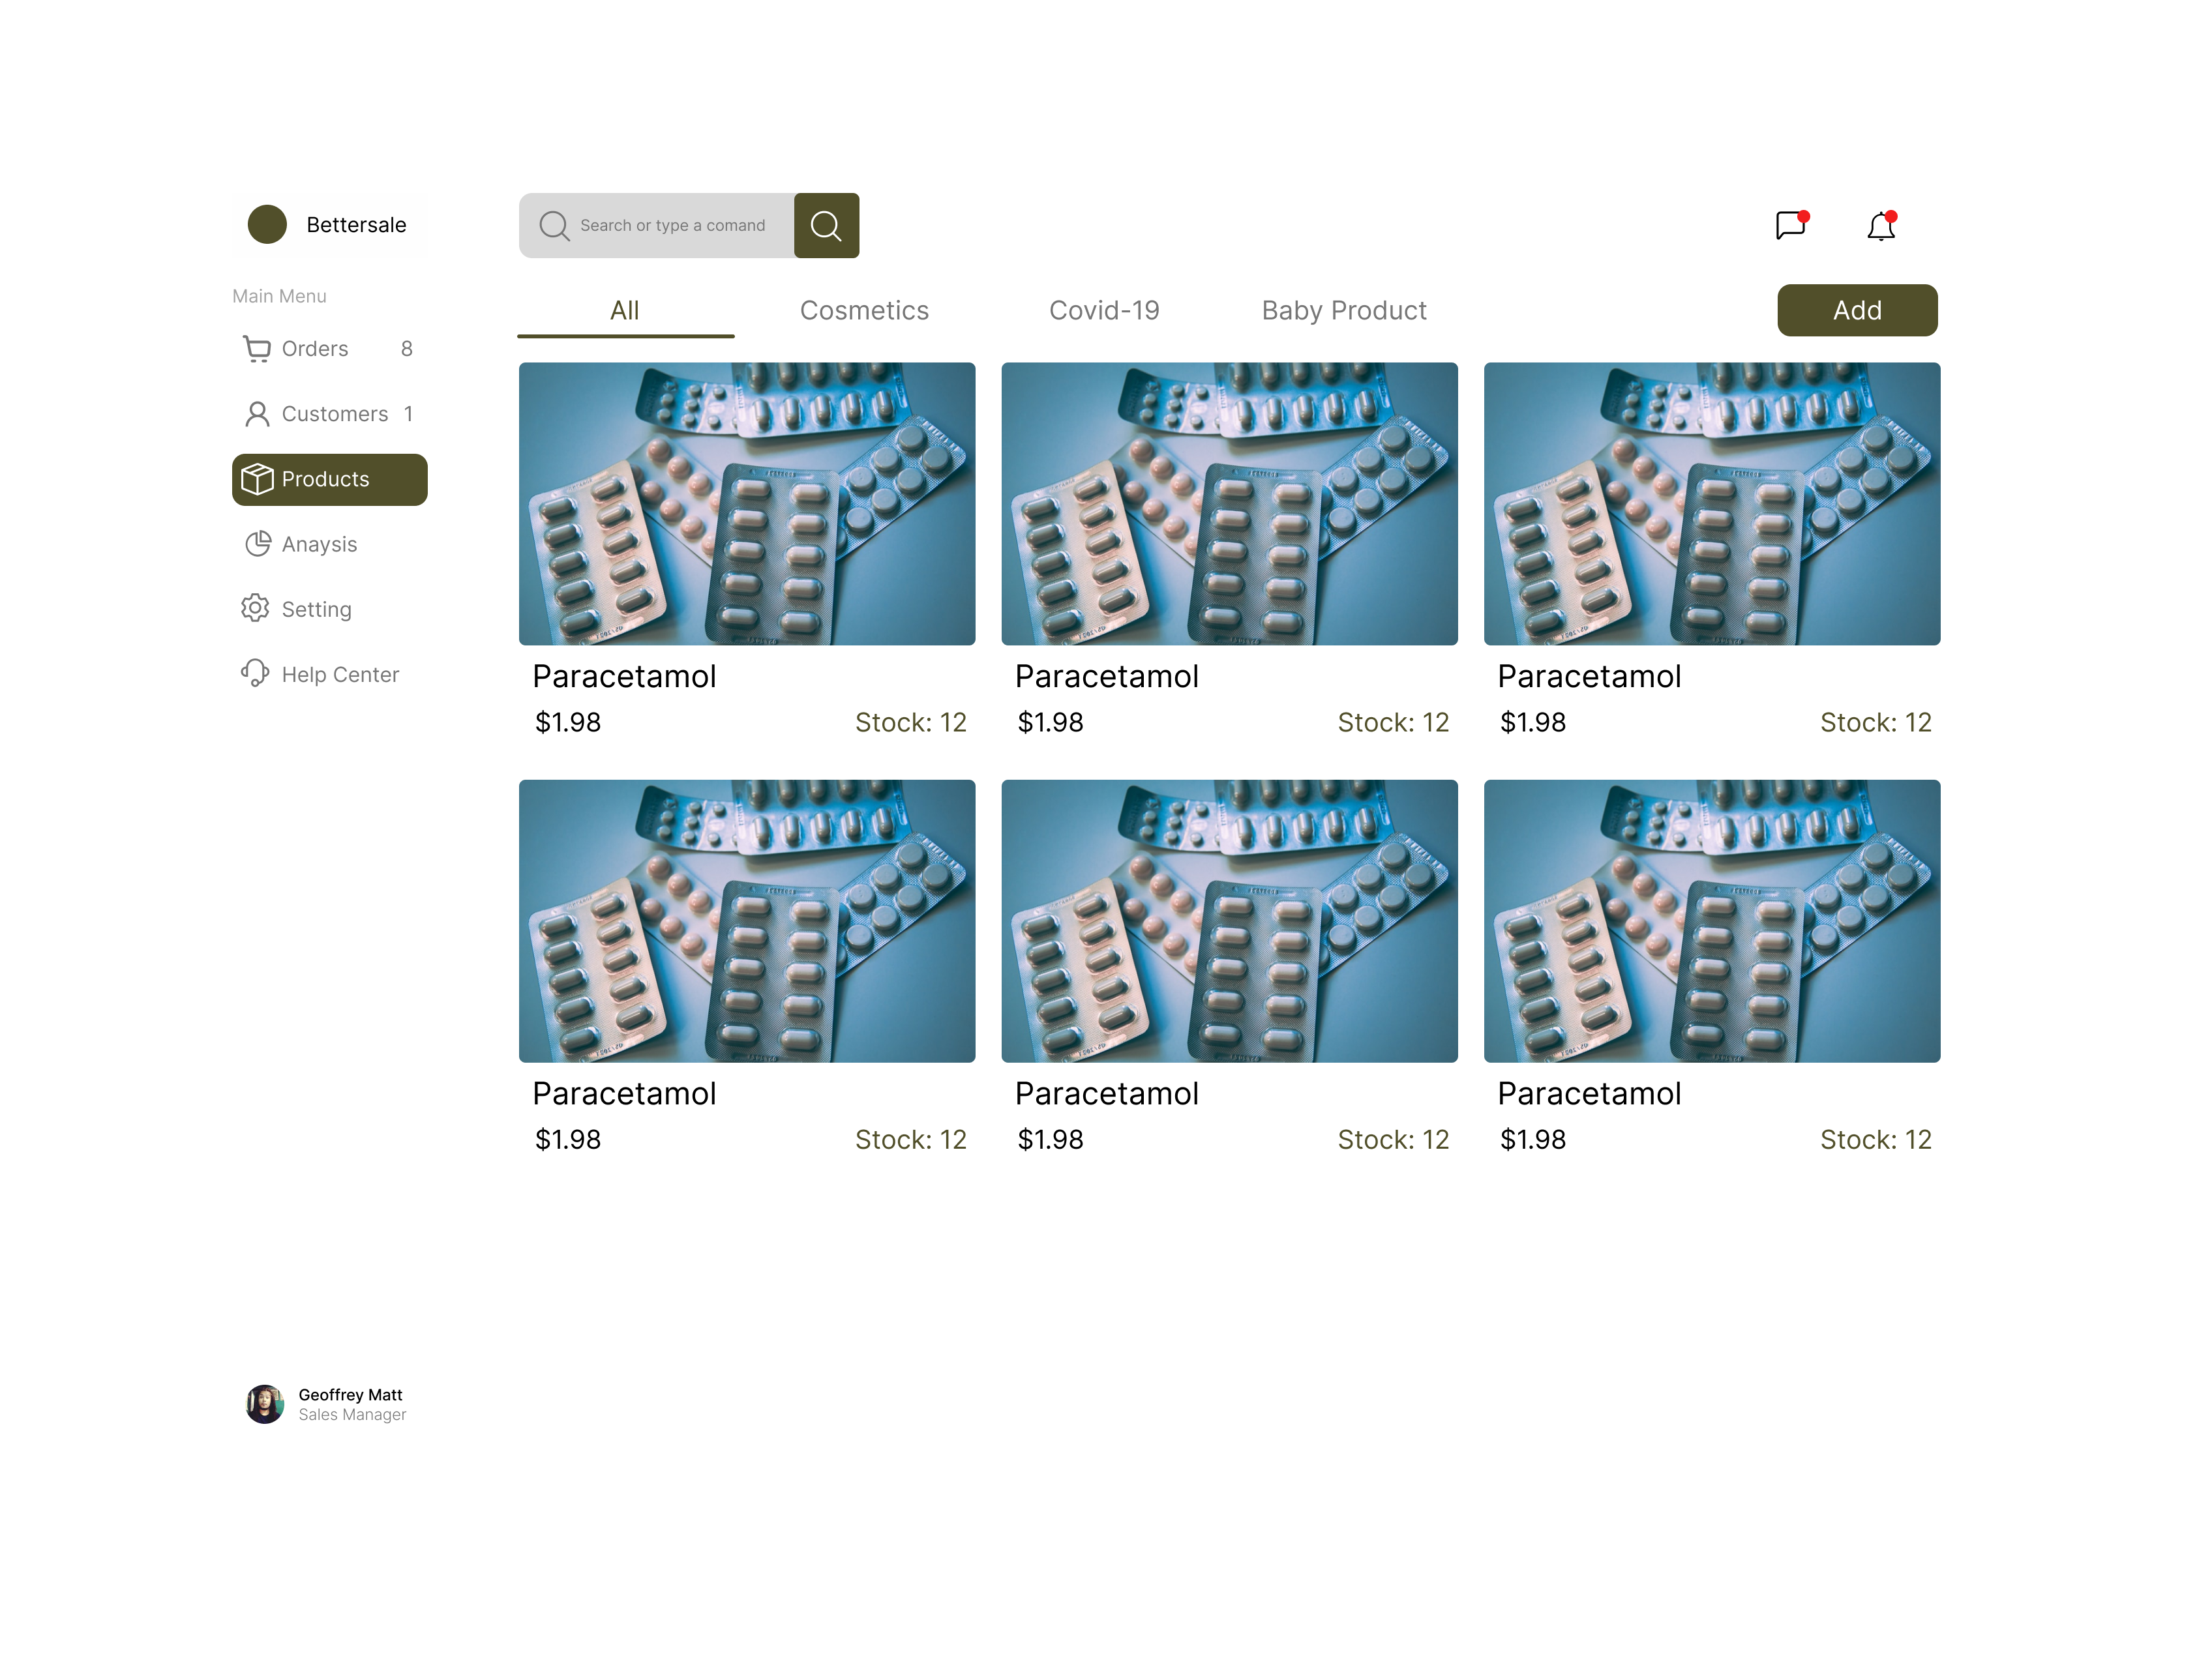 Bettersale
Search or type a comand
Main Menu
Orders 8
Customers 1
Products
Anaysis
Setting
Help Center
All Cosmetics Covid-19 Baby Product Add
Paracetamol
$1.98 Stock: 12
Paracetamol
$1.98 Stock: 12
Paracetamol
$1.98 Stock: 12
Paracetamol
$1.98 Stock: 12
Paracetamol
$1.98 Stock: 12
Paracetamol
$1.98 Stock: 12
Geoffrey Matt
Sales Manager